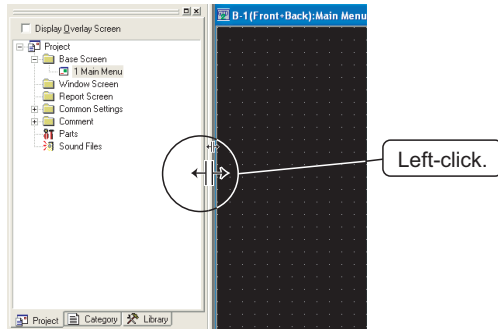 B-1(Front+Back):Main Menu
Display Overlay Screen
Project
Base Screen
1 Main Menu
Window Screen
Report Screen
Common Settings
Comment
Parts
Sound Files
Left-click.
Project Category Library